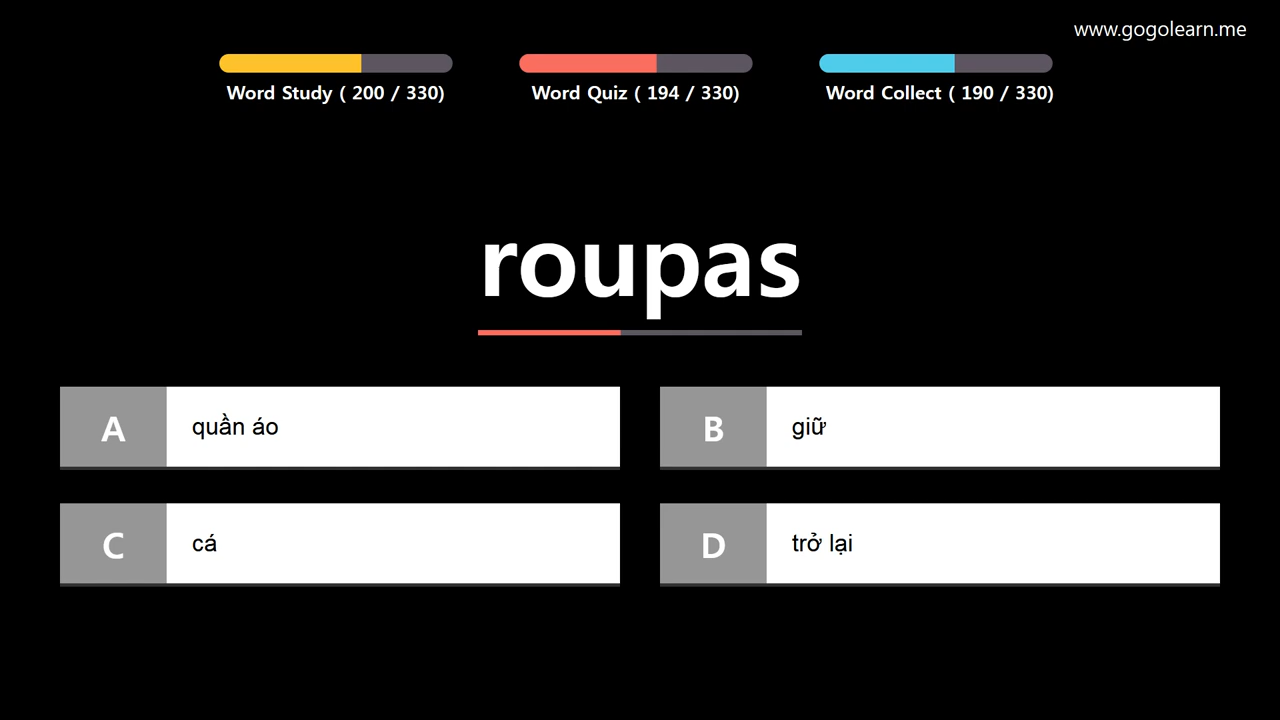 www.gogolearn.me
Word Study ( 200 / 330)
Word Quiz ( 194 / 330)
Word Collect ( 190 / 330)
roupas
A quần áo
B giữ
C cá
D trở lại